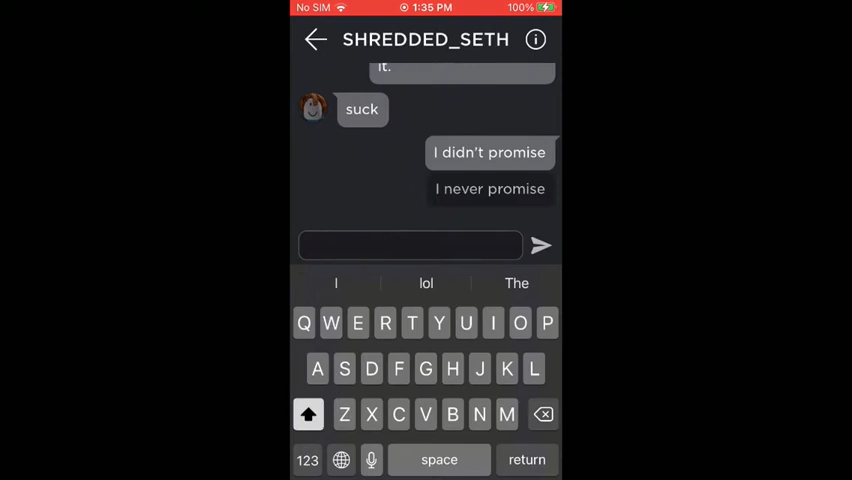 No SIM 1:35 PM 100%
SHREDDED_SETH
it.
suck
I didn't promise
I never promise
I lol The
Q W E R T Y U I O P
A S D F G H J K L
Z X C V B N M
123 space return